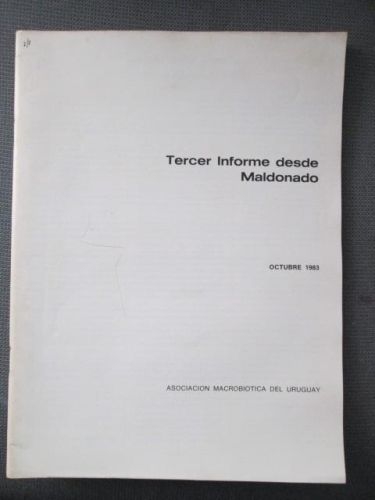 Tercer Informe desde
Maldonado
OCTUBRE 1983
ASOCIACION MACROBIOTICA DEL URUGUAY